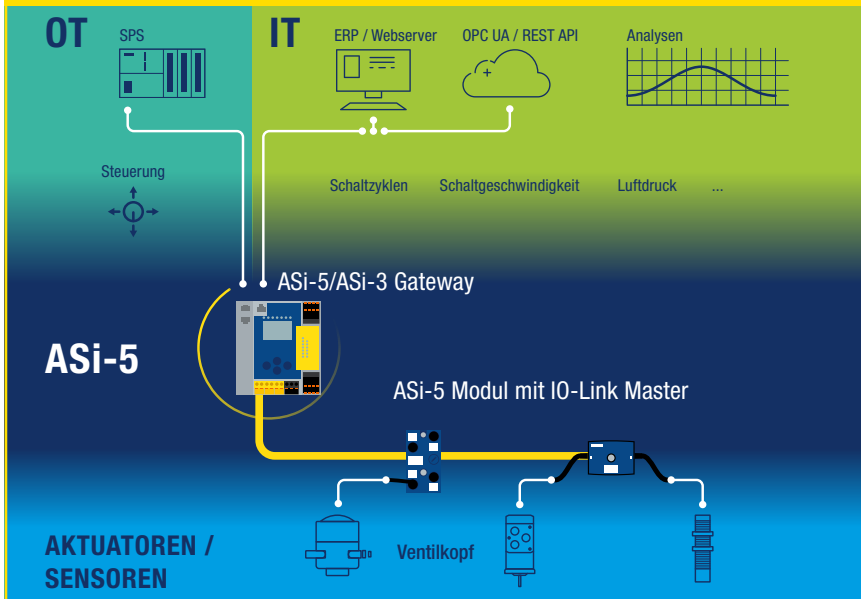 OT
SPS
IT
ERP / Webserver
OPC UA / REST API
Analysen
Steuerung
Schaltzyklen
Schaltgeschwindigkeit
Luftdruck
...
ASi-5/ASi-3 Gateway
ASi-5
ASi-5 Modul mit IO-Link Master
AKTUATOREN /
SENSOREN
Ventilkopf